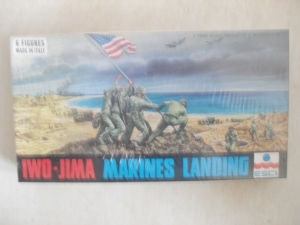 6 FIGURES
MADE IN ITALY
IWO-JIMA MARINES LANDING